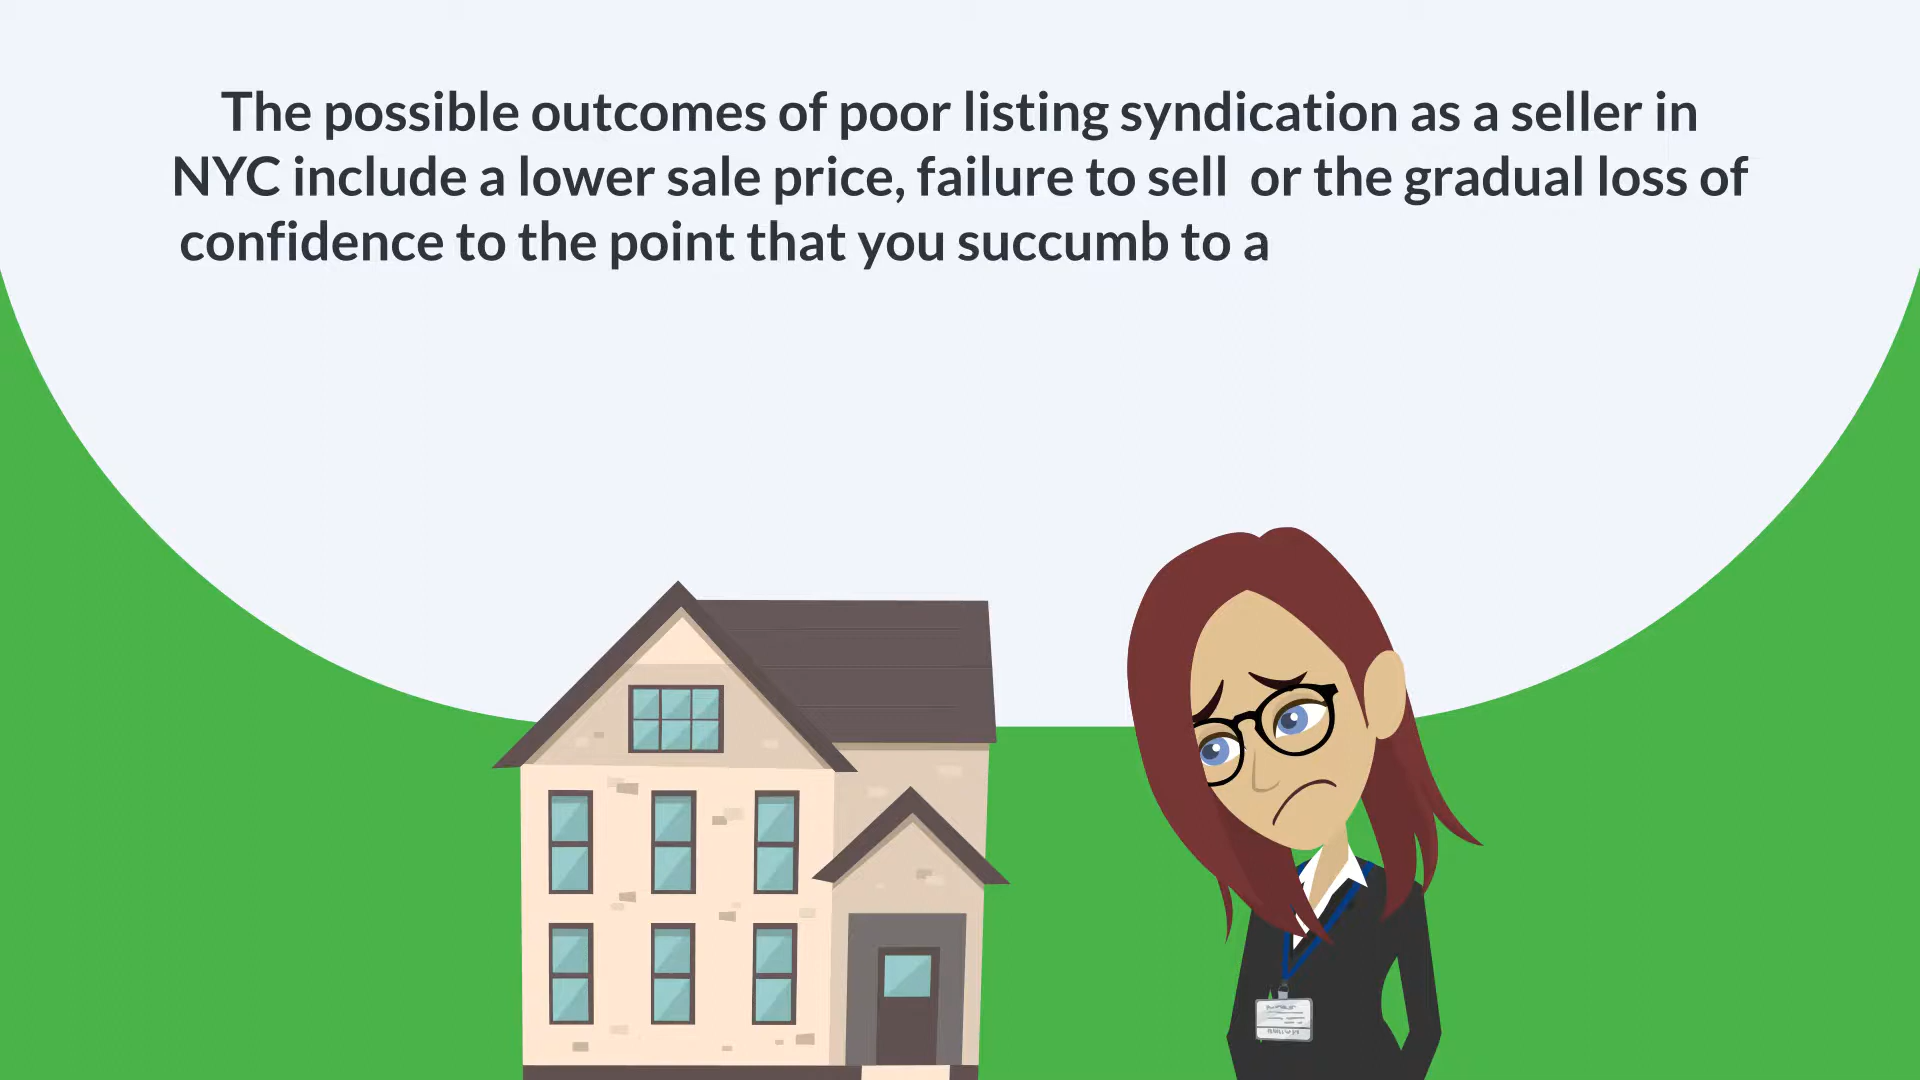 The possible outcomes of poor listing syndication as a seller in
NYC include a lower sale price, failure to sell  or the gradual loss of
confidence to the point that you succumb to a